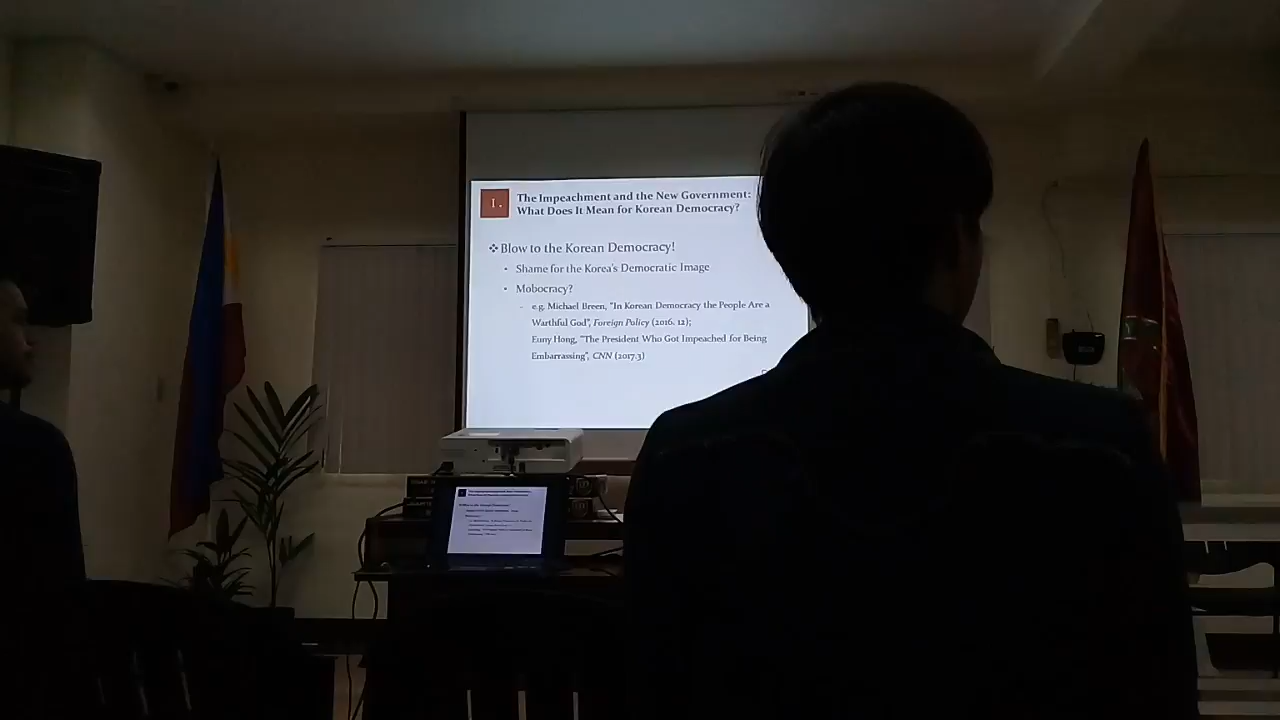 I.
The Impeachment and the New Government:
What Does It Mean for Korean Democracy?
❖Blow to the Korean Democracy!
• Shame for the Korea's Democratic Image
• Mobocracy?
- e.g. Michael Breen, "In Korean Democracy the People Are a
Warthful God", Foreign Policy (2016. 12);
Euny Hong, "The President Who Got Impeached for Being
Embarrassing", CNN (2017.3)